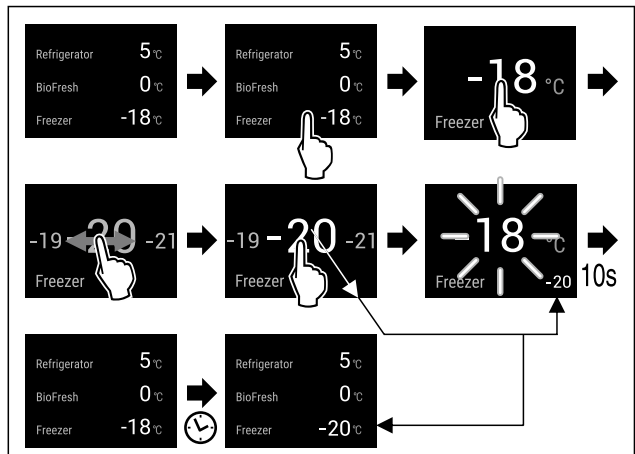 Refrigerator 5°C
BioFresh 0°C
Freezer -18°C
Refrigerator 5°C
BioFresh 0°C
Freezer -18°C
-18 °C
Freezer
-19 -20 -21
Freezer
-19 -20 -21
Freezer
-18 °C
Freezer -20
10s
Refrigerator 5°C
BioFresh 0°C
Freezer -18°C
Refrigerator 5°C
BioFresh 0°C
Freezer -20°C